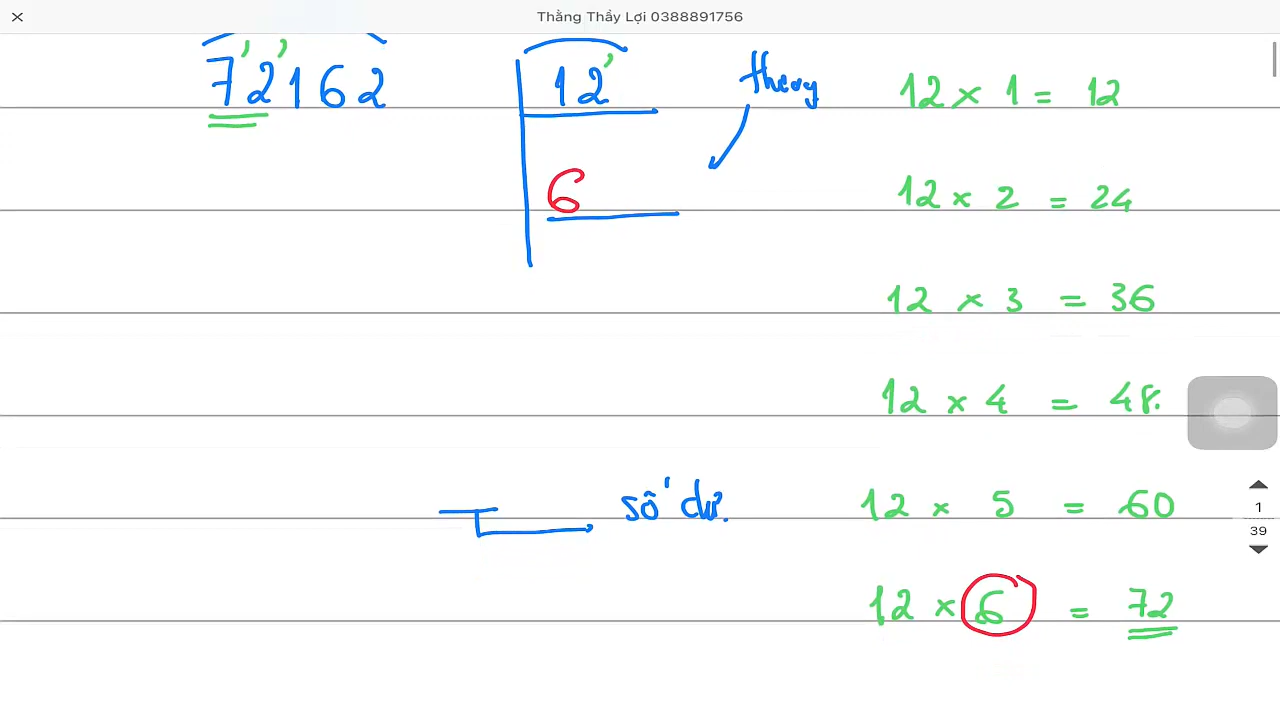 Thằng Thầy Lợi 0388891756
72162 12
6
thương
số dư.
12 × 1 = 12
12 × 2 = 24
12 × 3 = 36
12 × 4 = 48.
12 × 5 = 60
12 × 6 = 72
1
39